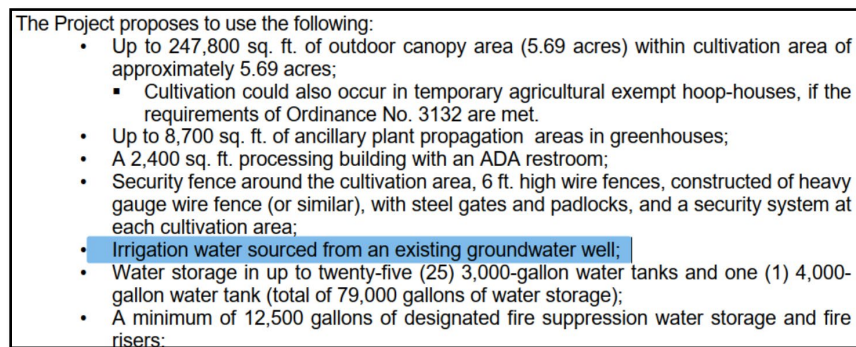 The Project proposes to use the following:
• Up to 247,800 sq. ft. of outdoor canopy area (5.69 acres) within cultivation area of
approximately 5.69 acres;
▪ Cultivation could also occur in temporary agricultural exempt hoop-houses, if the
requirements of Ordinance No. 3132 are met.
• Up to 8,700 sq. ft. of ancillary plant propagation areas in greenhouses;
• A 2,400 sq. ft. processing building with an ADA restroom;
• Security fence around the cultivation area, 6 ft. high wire fences, constructed of heavy
gauge wire fence (or similar), with steel gates and padlocks, and a security system at
each cultivation area;
• Irrigation water sourced from an existing groundwater well;
• Water storage in up to twenty-five (25) 3,000-gallon water tanks and one (1) 4,000-
gallon water tank (total of 79,000 gallons of water storage);
• A minimum of 12,500 gallons of designated fire suppression water storage and fire
risers;